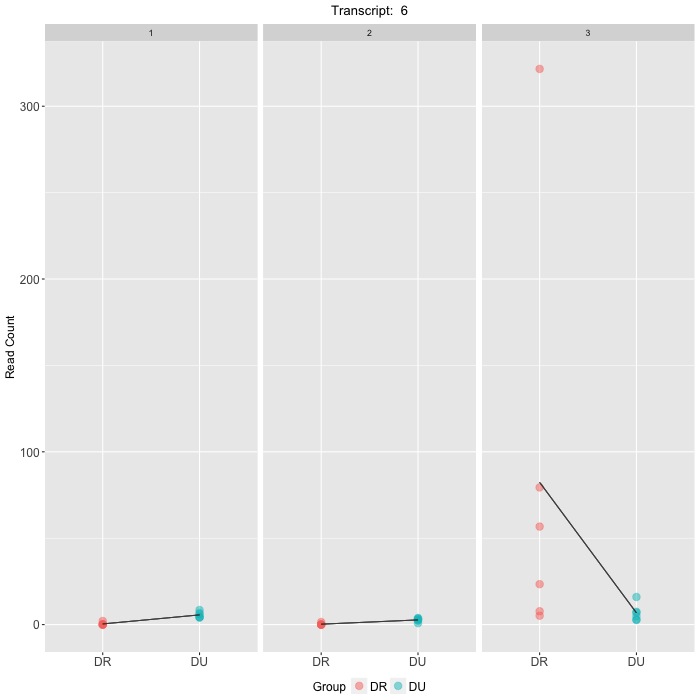 Transcript:  6
1 2 3
300
200
100
0
Read Count
DR DU DR DU DR DU
Group DR DU